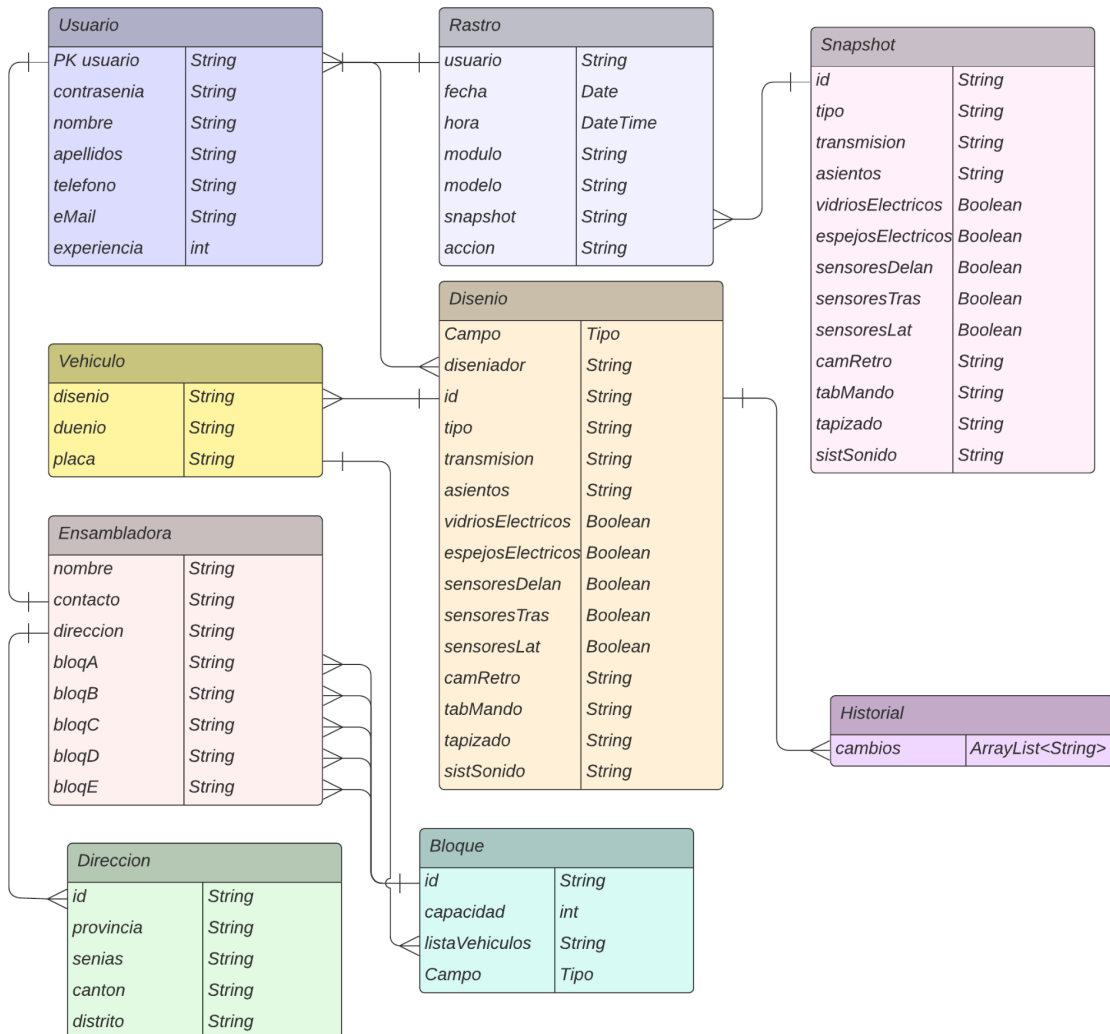 Usuario
PK usuario String
contrasenia String
nombre String
apellidos String
telefono String
eMail String
experiencia int
Rastro
usuario String
fecha Date
hora DateTime
modulo String
modelo String
snapshot String
accion String
Snapshot
id String
tipo String
transmision String
asientos String
vidriosElectricos Boolean
espejosElectricos Boolean
sensoresDelan Boolean
sensoresTras Boolean
sensoresLat Boolean
camRetro String
tabMando String
tapizado String
sistSonido String
Disenio
Campo Tipo
diseniador String
id String
tipo String
transmision String
asientos String
vidriosElectricos Boolean
espejosElectricos Boolean
sensoresDelan Boolean
sensoresTras Boolean
sensoresLat Boolean
camRetro String
tabMando String
tapizado String
sistSonido String
Vehiculo
disenio String
duenio String
placa String
Ensambladora
nombre String
contacto String
direccion String
bloqA String
bloqB String
bloqC String
bloqD String
bloqE String
Historial
cambios ArrayList<String>
Direccion
id String
provincia String
senias String
canton String
distrito String
Bloque
id String
capacidad int
listaVehiculos String
Campo Tipo